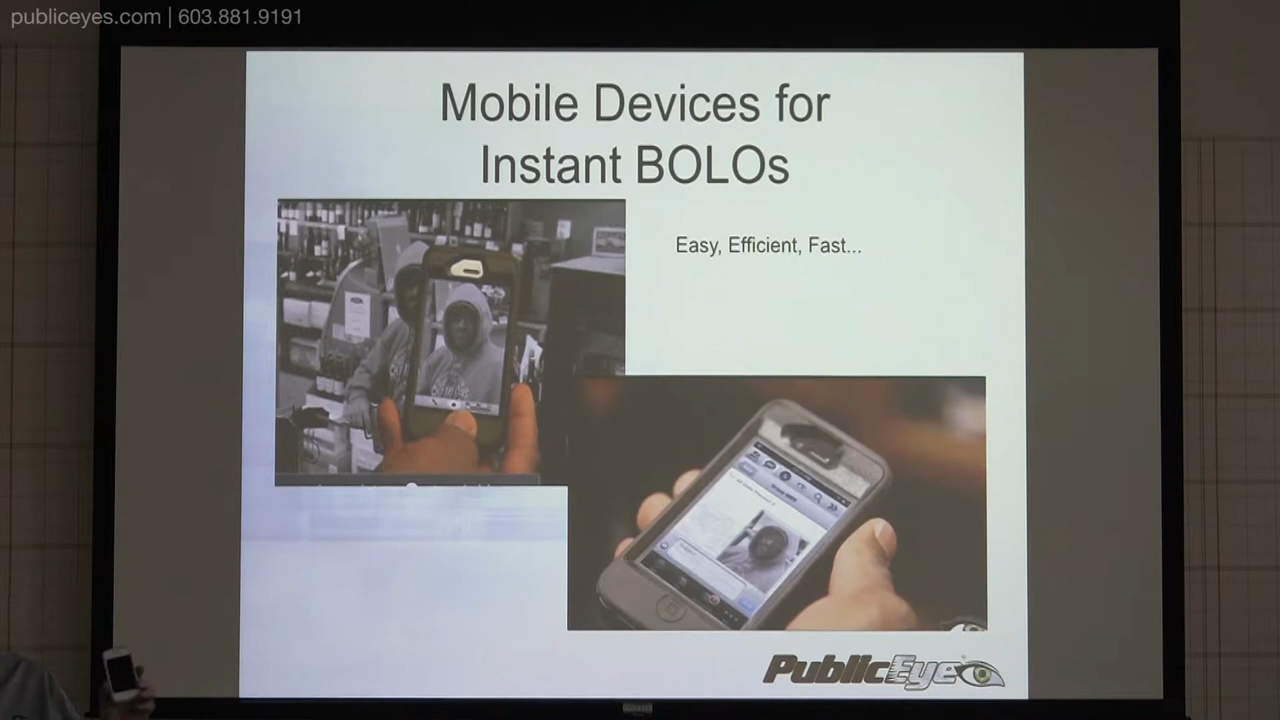 publiceyes.com | 603.881.9191
Mobile Devices for
Instant BOLOs
Easy, Efficient, Fast...
PublicEye